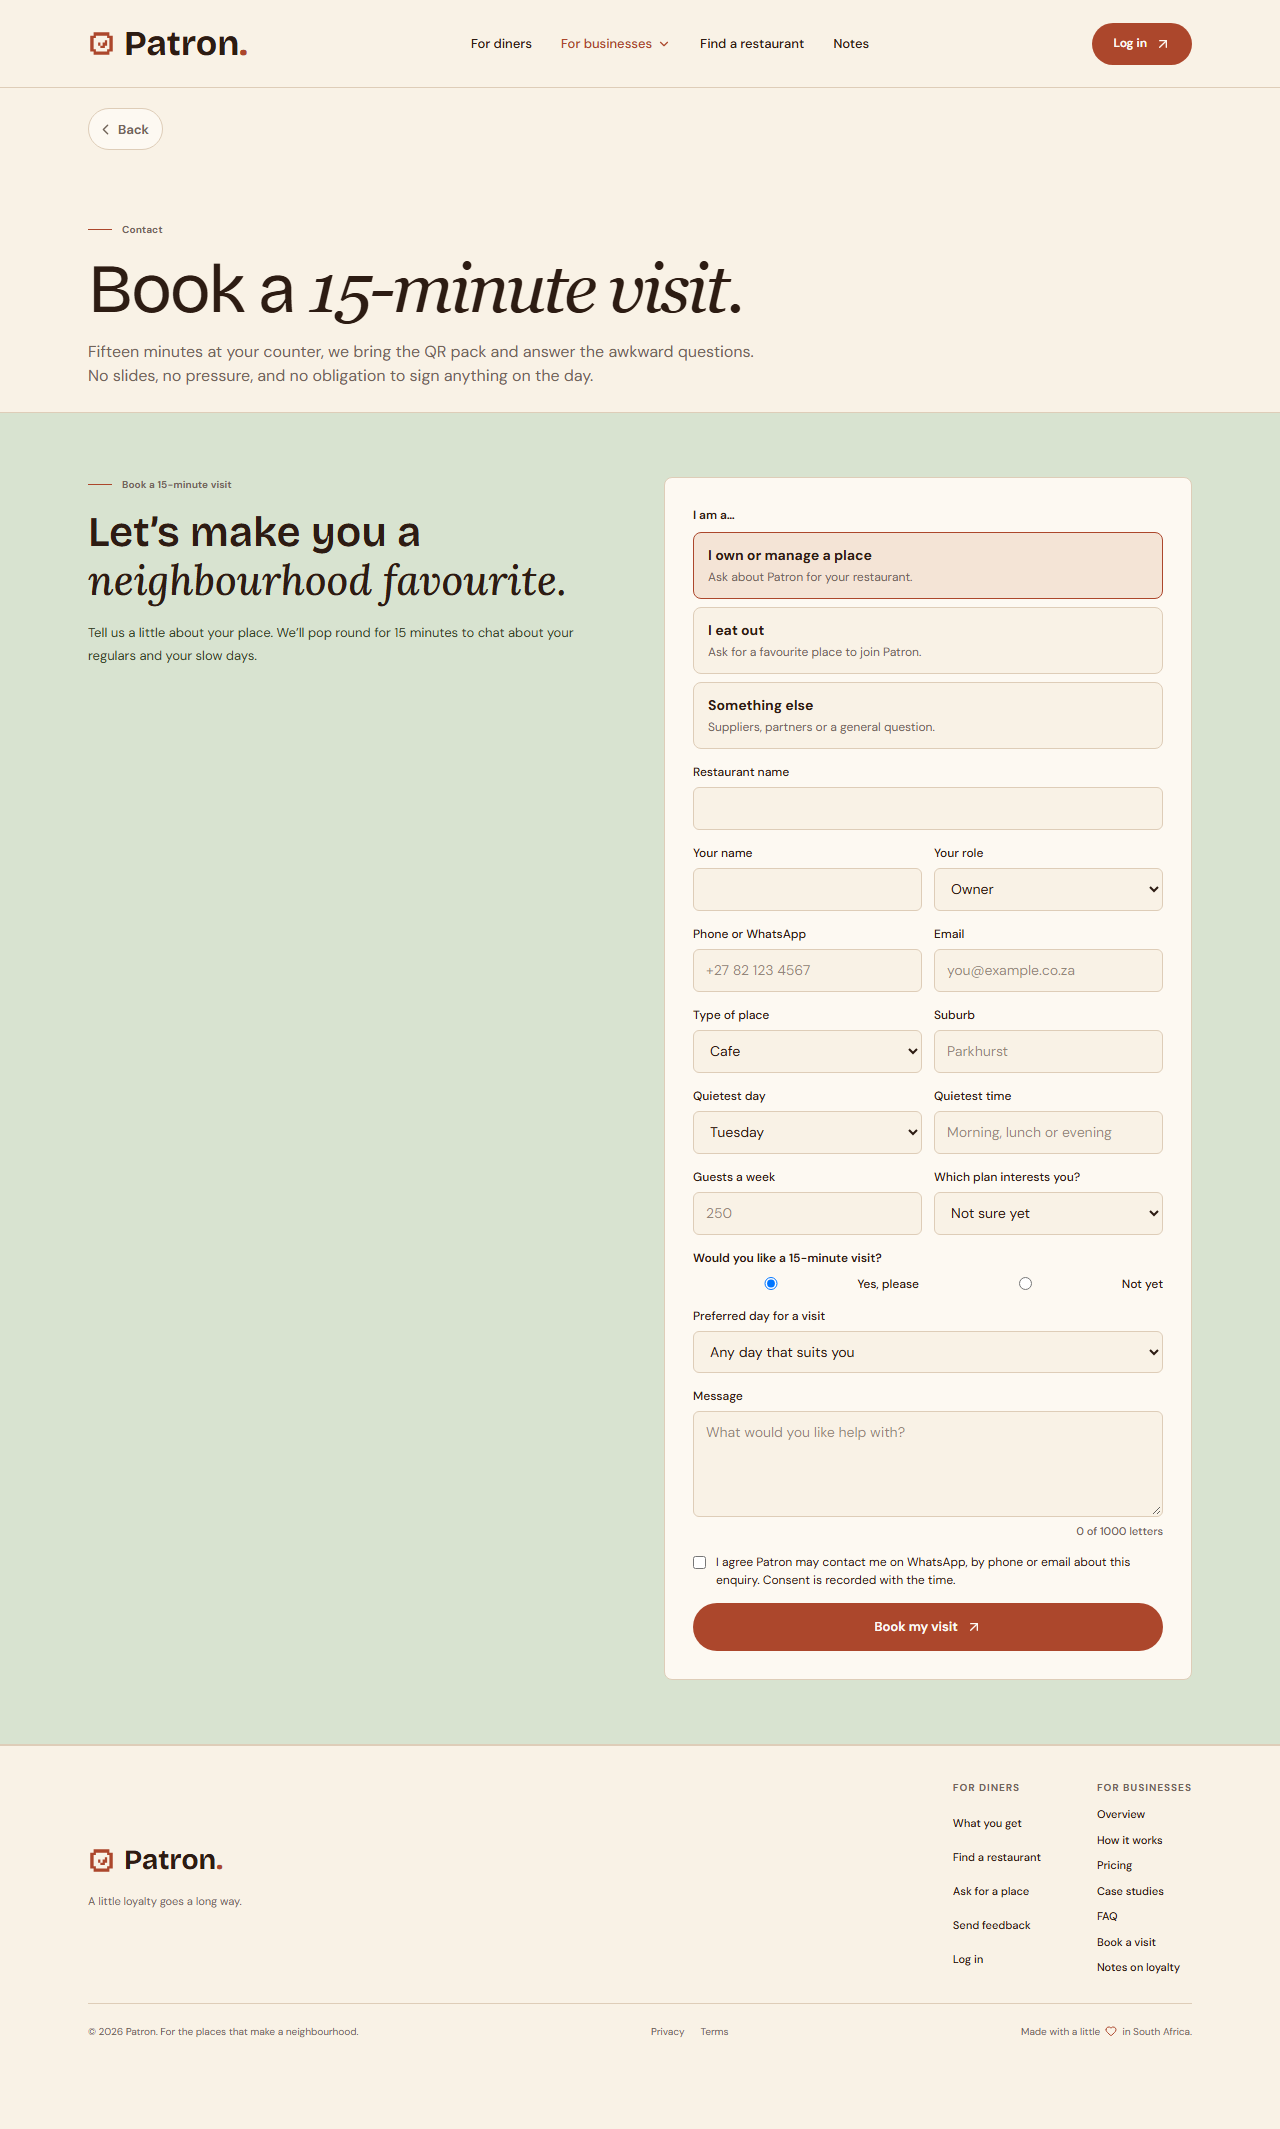 Patron.
For diners
For businesses
Find a restaurant
Notes
Log in
Back
Contact
Book a 15-minute visit.
Fifteen minutes at your counter, we bring the QR pack and answer the awkward questions.
No slides, no pressure, and no obligation to sign anything on the day.
Book a 15-minute visit
Let's make you a
neighbourhood favourite.
Tell us a little about your place. We'll pop round for 15 minutes to chat about your
regulars and your slow days.
I am a...
I own or manage a place
Ask about Patron for your restaurant.
I eat out
Ask for a favourite place to join Patron.
Something else
Suppliers, partners or a general question.
Restaurant name
Your name
Your role
Owner
Phone or WhatsApp
Email
+27 82 123 4567
you@example.co.za
Type of place
Suburb
Cafe
Parkhurst
Quietest day
Quietest time
Tuesday
Morning, lunch or evening
Guests a week
Which plan interests you?
250
Not sure yet
Would you like a 15-minute visit?
Yes, please
Not yet
Preferred day for a visit
Any day that suits you
Message
What would you like help with?
0 of 1000 letters
I agree Patron may contact me on WhatsApp, by phone or email about this
enquiry. Consent is recorded with the time.
Book my visit
Patron.
A little loyalty goes a long way.
FOR DINERS
What you get
Find a restaurant
Ask for a place
Send feedback
Log in
FOR BUSINESSES
Overview
How it works
Pricing
Case studies
FAQ
Book a visit
Notes on loyalty
© 2026 Patron. For the places that make a neighbourhood.
Privacy
Terms
Made with a little ♡ in South Africa.